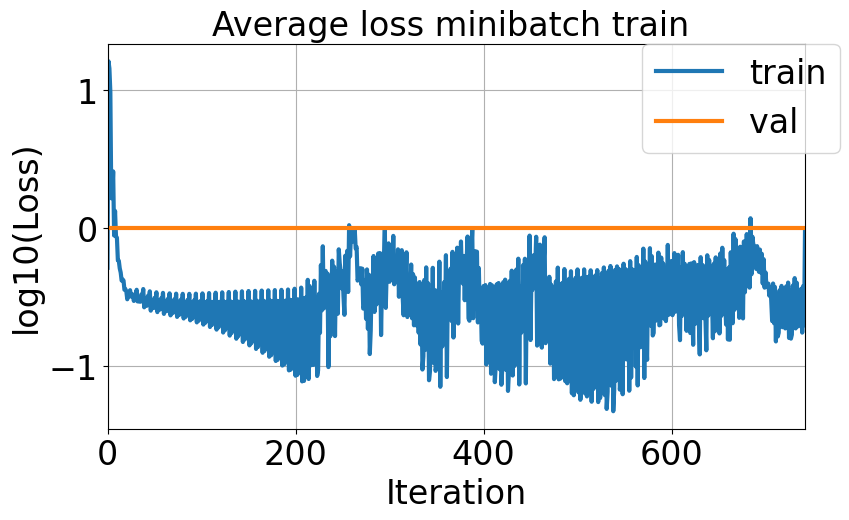 Average loss minibatch train
train
val
log10(Loss)
1
0
−1
0 200 400 600
Iteration